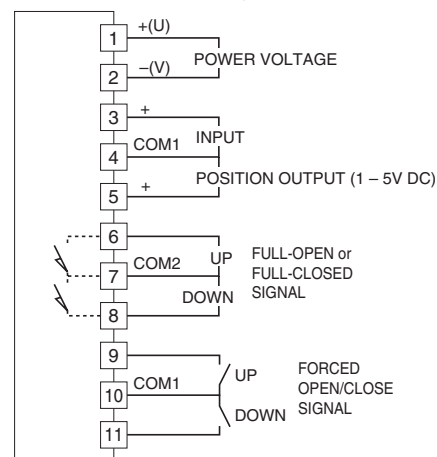 1 +(U)
POWER VOLTAGE
2 –(V)
3 +
INPUT
4 COM1
POSITION OUTPUT (1 – 5V DC)
5 +
6
UP
FULL-OPEN or
7 COM2
FULL-CLOSED
DOWN
SIGNAL
8
9
UP
FORCED
10 COM1
OPEN/CLOSE
DOWN
SIGNAL
11